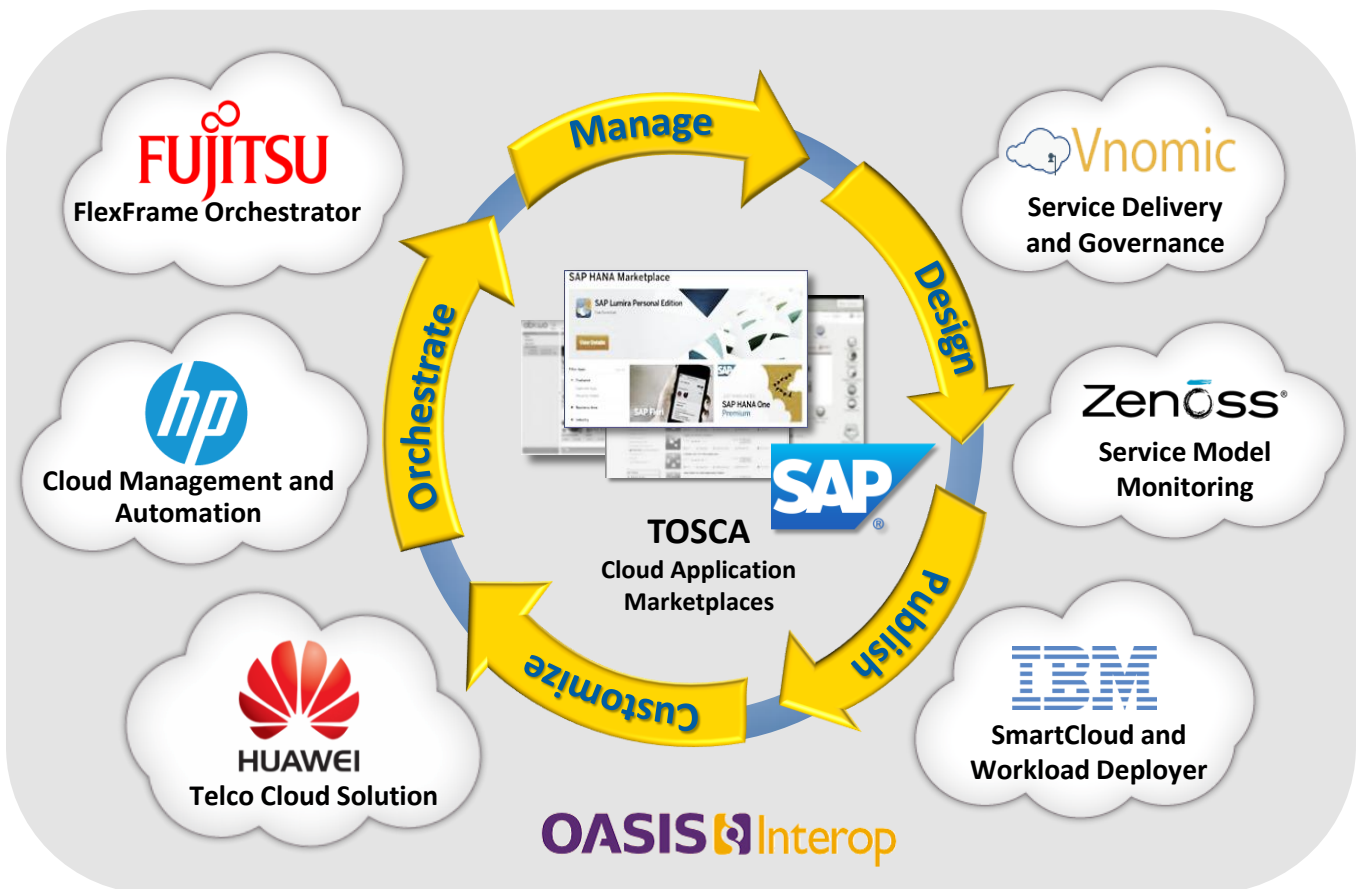 FUJITSU
FlexFrame Orchestrator
hp
Cloud Management and
Automation
HUAWEI
Telco Cloud Solution
Manage
Design
Publish
Customize
Orchestrate
SAP HANA Marketplace
SAP Lumira Personal Edition
SAP Fiori
SAP HANA One
Premium
SAP
®
TOSCA
Cloud Application
Marketplaces
Vnomic
Service Delivery
and Governance
Zenoss®
Service Model
Monitoring
IBM
SmartCloud and
Workload Deployer
OASIS Interop